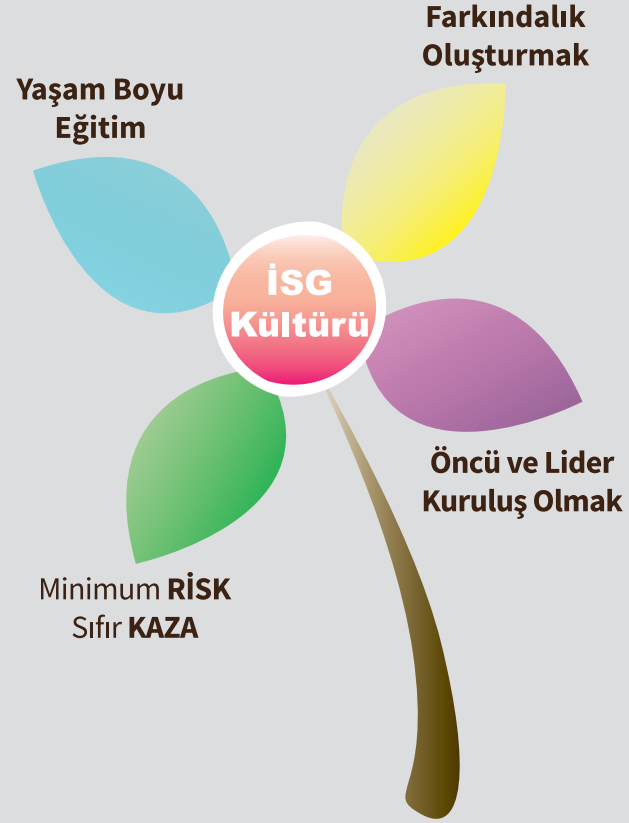 Farkındalık
Oluşturmak
Yaşam Boyu
Eğitim
İSG
Kültürü
Öncü ve Lider
Kuruluş Olmak
Minimum RİSK
Sıfır KAZA